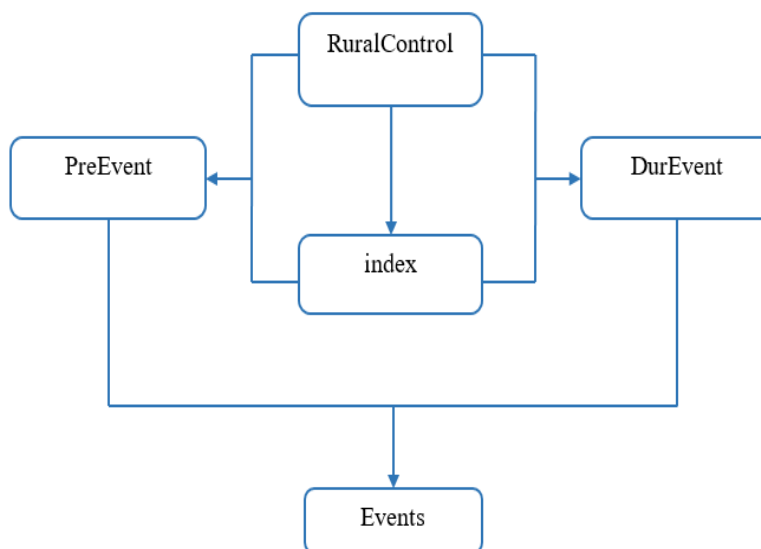 RuralControl
PreEvent
DurEvent
index
Events